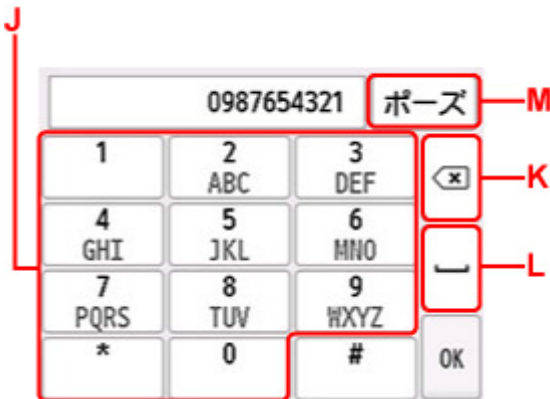 J
0987654321 ポーズ M
1 2 3
ABC DEF K
4 5 6
GHI JKL MNO
L
7 8 9
PQRS TUV WXYZ
* 0 # OK